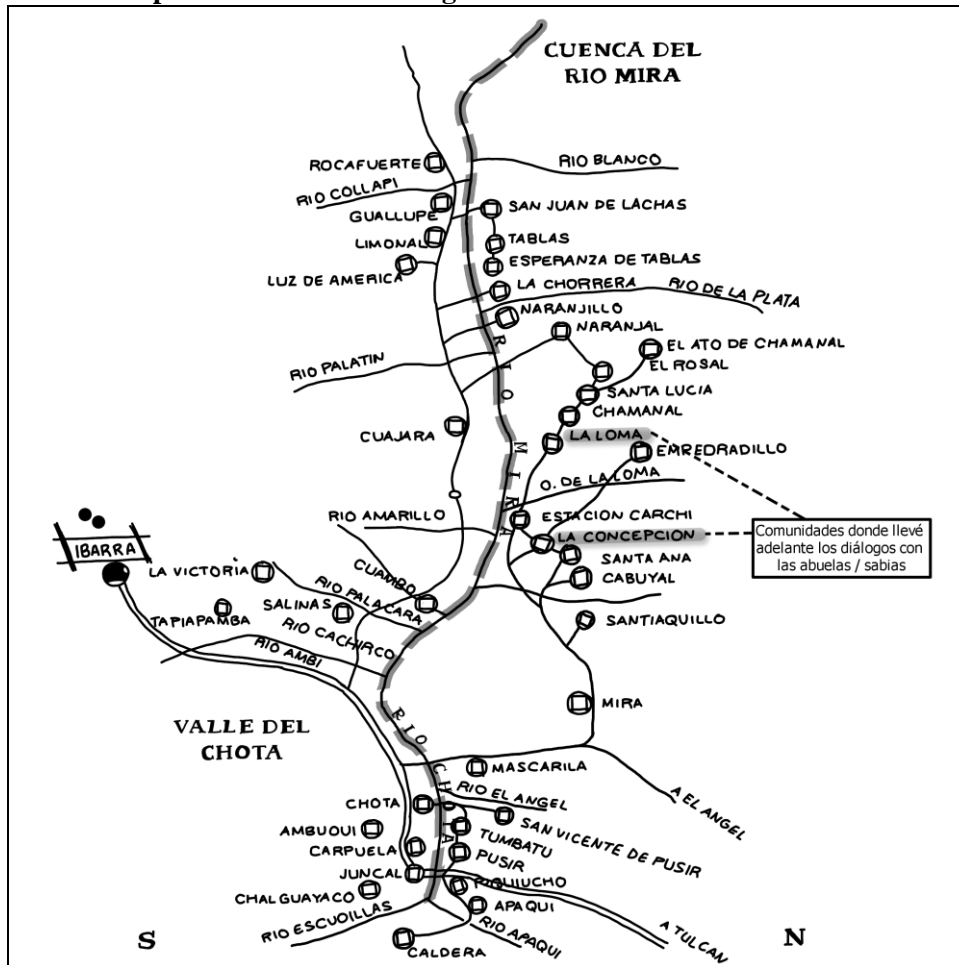 CUENCA DEL
RIO MIRA
ROCAFUERTE
RIO BLANCO
RIO COLLAPI
GUALLUPE
SAN JUAN DE LACHAS
LIMONAL
TABLAS
ESPERANZA DE TABLAS
LUZ DE AMERICA
LA CHORRERA
RIO DE LA PLATA
NARANJILLO
NARANJAL
EL ATO DE CHAMANAL
RIO PALATIN
EL ROSAL
SANTA LUCIA
CHAMANAL
CUAJARA
LA LOMA
EMREDRADILLO
RIO MIRA
O. DE LA LOMA
RIO AMARILLO
ESTACION CARCHI
LA CONCEPCION
Comunidades donde llevé
adelante los diálogos con
las abuelas / sabias
IBARRA
LA VICTORIA
CUAMBO
SANTA ANA
CABUYAL
RIO PALACARA
TAPIAPAMBA
SALINAS
SANTIAQUILLO
RIO CACHIRCO
RIO AMBI
MIRA
VALLE DEL
CHOTA
RIO CHOTA
MASCARILA
A EL ANGEL
RIO EL ANGEL
CHOTA
SAN VICENTE DE PUSIR
AMBUOUI
TUMBATU
CARPUELA
PUSIR
JUNCAL
CHALGUAYACO
APAQUI
RIO ESCUOILLAS
RIO APAQUI
A TULCAN
CALDERA
S
N